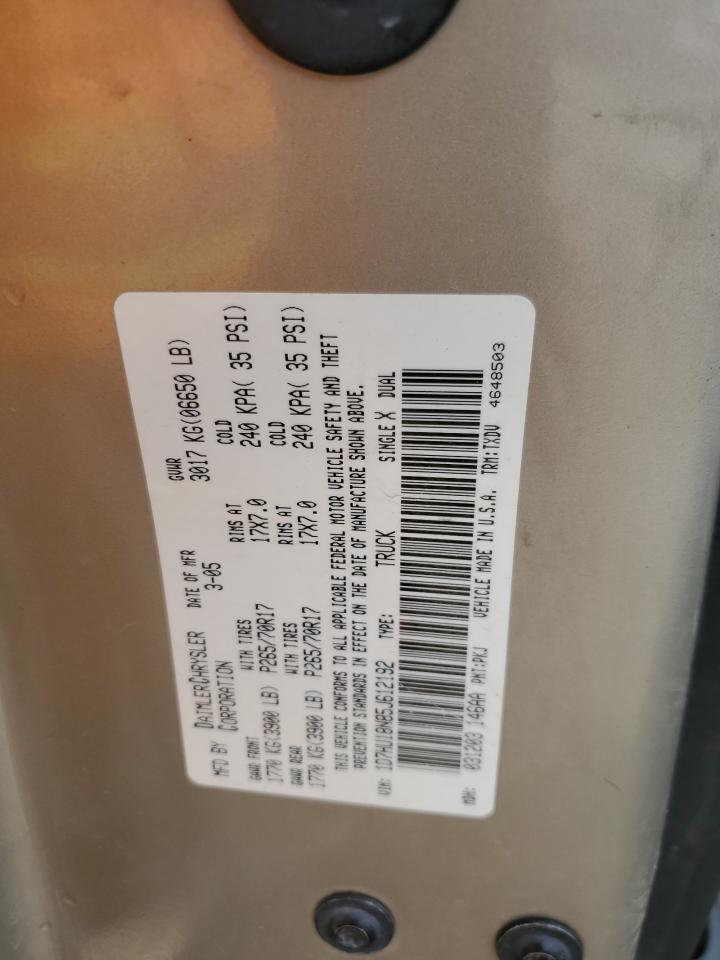 MFD BY DAIMLERCHRYSLER CORPORATION DATE OF MFR 3-05 GVWR 3017 KG(06650 LB)
GAWR FRONT WITH TIRES RIMS AT COLD
1770 KG(3900 LB) P265/70R17 17X7.0 240 KPA( 35 PSI)
GAWR REAR WITH TIRES RIMS AT COLD
1770 KG(3900 LB) P265/70R17 17X7.0 240 KPA( 35 PSI)
THIS VEHICLE CONFORMS TO ALL APPLICABLE FEDERAL MOTOR VEHICLE SAFETY AND THEFT
PREVENTION STANDARDS IN EFFECT ON THE DATE OF MANUFACTURE SHOWN ABOVE.
VIN: 1D7HU18N85J612192 TYPE: TRUCK SINGLE X DUAL
MDH: 031203 146AA PNT:PKJ VEHICLE MADE IN U.S.A. TRM:TXDV 4648503